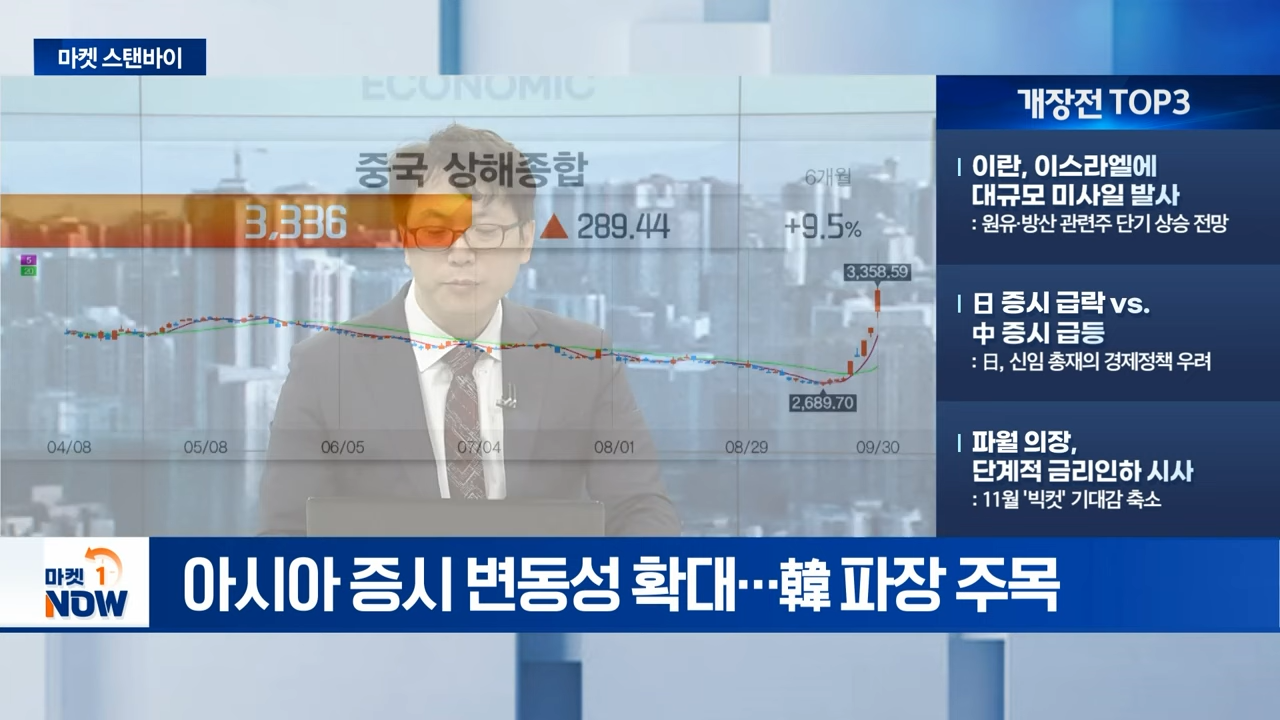 마켓 스탠바이
ECONOMIC
중국 상해종합
6개월
3,336
▲ 289.44
+9.5%
5
20
3,358.59
2,689.70
04/08
05/08
06/05
07/04
08/01
08/29
09/30
개장전 TOP3
이란, 이스라엘에
대규모 미사일 발사
: 원유·방산 관련주 단기 상승 전망
日 증시 급락 vs.
中 증시 급등
: 日, 신임 총재의 경제정책 우려
파월 의장,
단계적 금리인하 시사
: 11월 '빅컷' 기대감 축소
마켓 1
NOW
아시아 증시 변동성 확대…韓 파장 주목